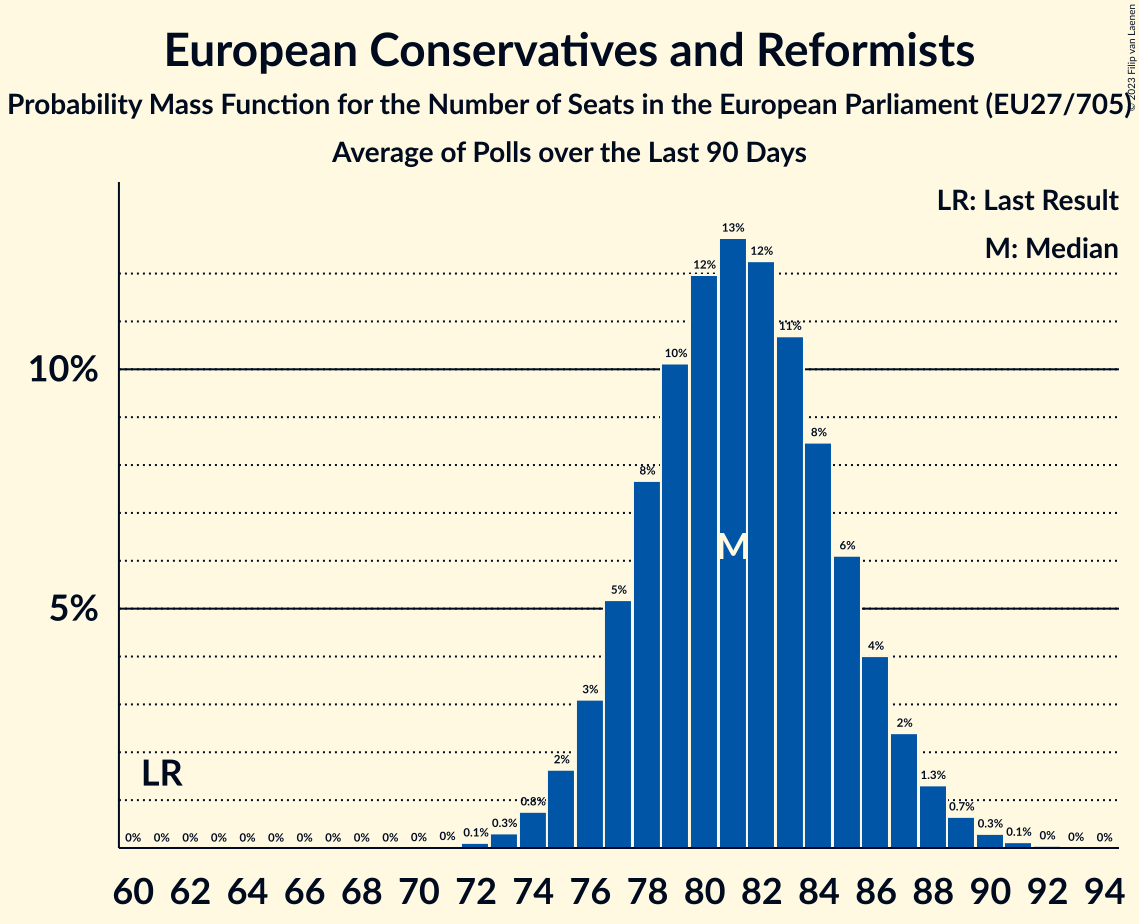 European Conservatives and Reformists
Probability Mass Function for the Number of Seats in the European Parliament (EU27/705)
Average of Polls over the Last 90 Days
© 2023 Filip van Laenen
LR: Last Result
M: Median
10%
5%
LR
M
0% 0% 0% 0% 0% 0% 0% 0% 0% 0% 0% 0% 0.1% 0.3% 0.8% 2% 3% 5% 8% 10% 12% 13% 12% 11% 8% 6% 4% 2% 1.3% 0.7% 0.3% 0.1% 0% 0% 0%
60 62 64 66 68 70 72 74 76 78 80 82 84 86 88 90 92 94